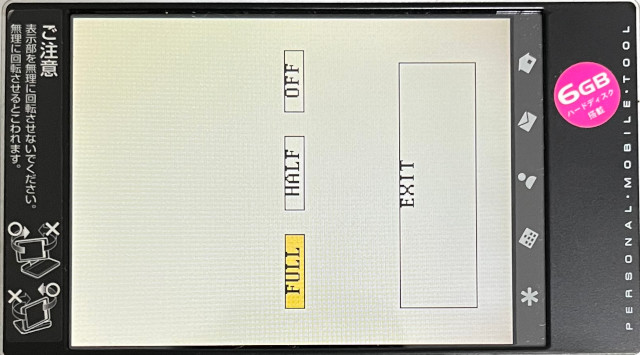 ご注意
表示部を無理に回転させないでください。
無理に回転させるとこわれます。
OFF
HALF
FULL
EXIT
6GB
ハードディスク
搭載
PERSONAL・MOBILE・TOOL